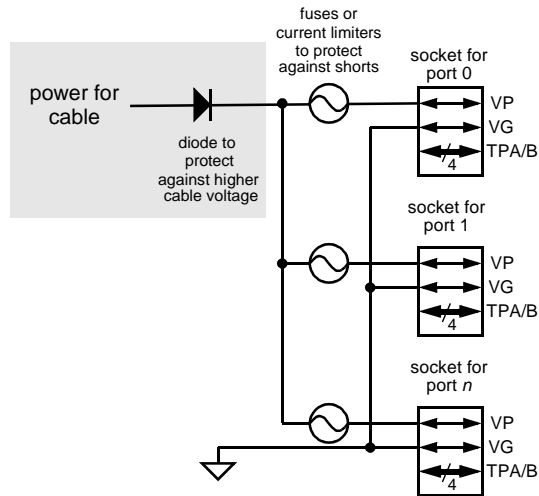 fuses or
current limiters
to protect
against shorts
socket for
port 0
power for
cable
diode to
protect
against higher
cable voltage
VP
VG
TPA/B
4
socket for
port 1
VP
VG
TPA/B
4
socket for
port n
VP
VG
TPA/B
4